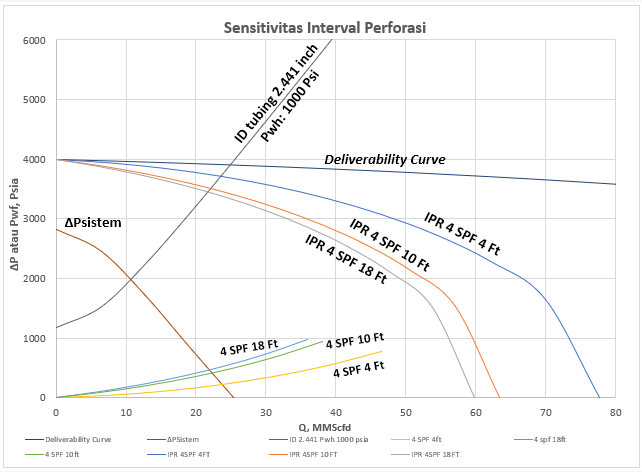 Sensitivitas Interval Perforasi
6000
5000
4000
3000
2000
1000
0
ΔP atau Pwf, Psia
ID tubing 2.441 inch
Pwh: 1000 Psi
Deliverability Curve
ΔPsistem
IPR 4 SPF 4 Ft
IPR 4 SPF 10 Ft
IPR 4 SPF 18 Ft
4 SPF 18 Ft
4 SPF 10 Ft
4 SPF 4 Ft
0 10 20 30 40 50 60 70 80
Q, MMScfd
Deliverability Curve ΔPSistem ID 2.441 Pwh 1000 psia 4 SPF 4ft 4 spf 18ft
4 SPF 10ft IPR 4SPF 4FT IPR 4SPF 10FT IPR 4SPF 18FT